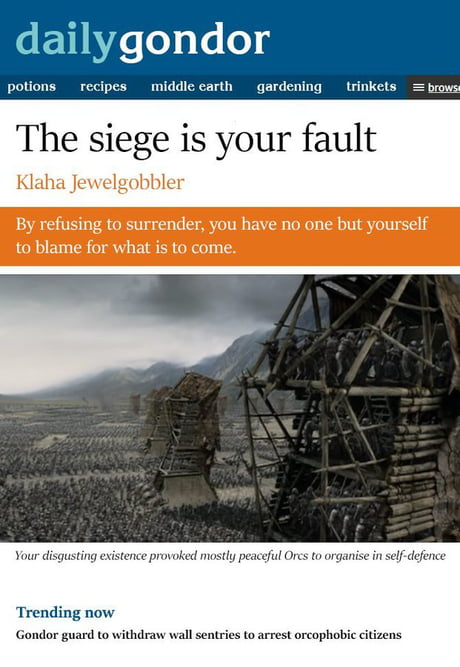 dailygondor
potions recipes middle earth gardening trinkets ≡ browse
The siege is your fault
Klaha Jewelgobbler
By refusing to surrender, you have no one but yourself
to blame for what is to come.
Your disgusting existence provoked mostly peaceful Orcs to organise in self-defence
Trending now
Gondor guard to withdraw wall sentries to arrest orcophobic citizens